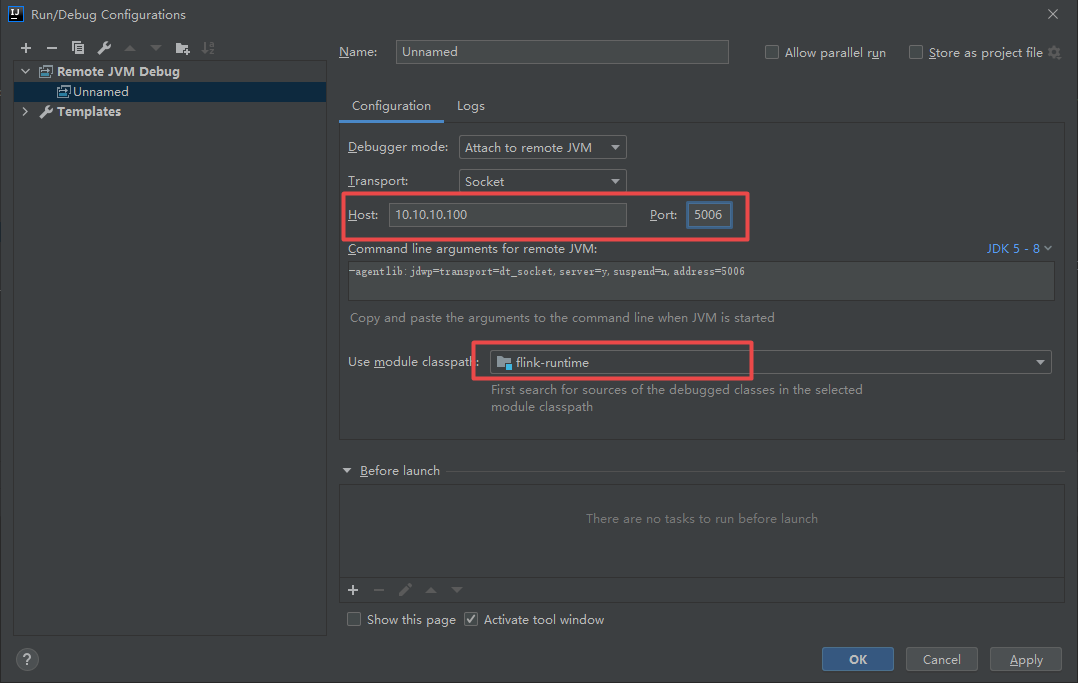 Run/Debug Configurations
Name: Unnamed
Allow parallel run
Store as project file
Remote JVM Debug
Unnamed
Templates
Configuration
Logs
Debugger mode: Attach to remote JVM
Transport: Socket
Host: 10.10.10.100
Port: 5006
Command line arguments for remote JVM:
JDK 5 - 8
-agentlib:jdwp=transport=dt_socket,server=y,suspend=n,address=5006
Copy and paste the arguments to the command line when JVM is started
Use module classpath: flink-runtime
First search for sources of the debugged classes in the selected
module classpath
Before launch
There are no tasks to run before launch
Show this page
Activate tool window
?
OK
Cancel
Apply